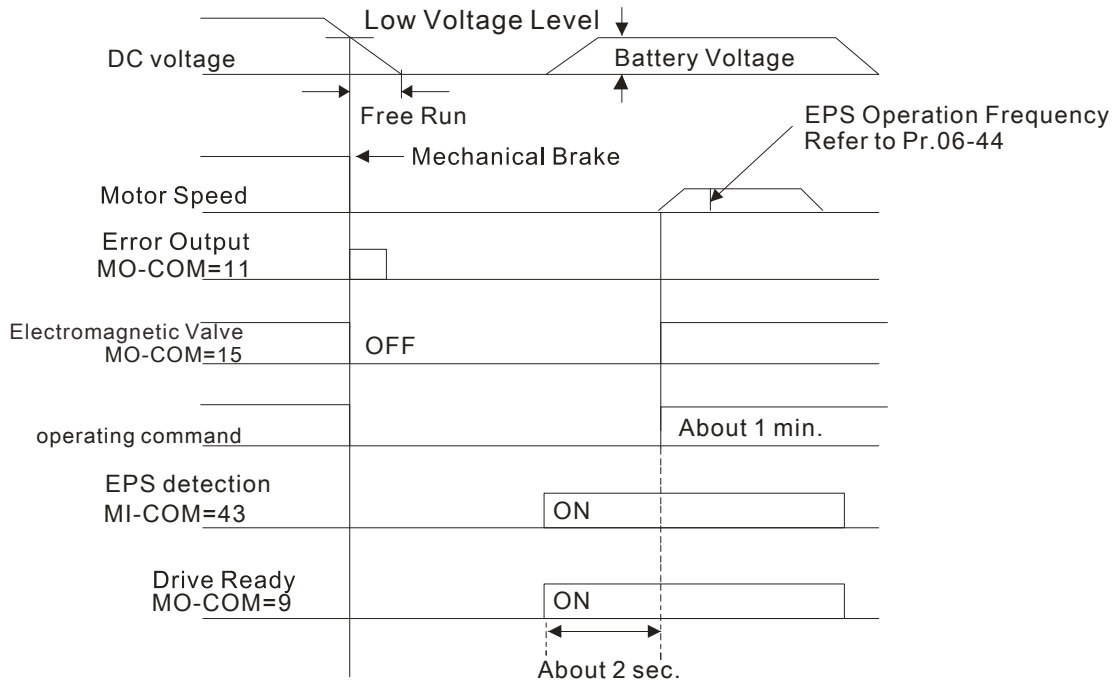 Low Voltage Level
DC voltage
Battery Voltage
Free Run
EPS Operation Frequency
Refer to Pr.06-44
Mechanical Brake
Motor Speed
Error Output
MO-COM=11
Electromagnetic Valve
MO-COM=15
OFF
operating command
About 1 min.
EPS detection
MI-COM=43
ON
Drive Ready
MO-COM=9
ON
About 2 sec.